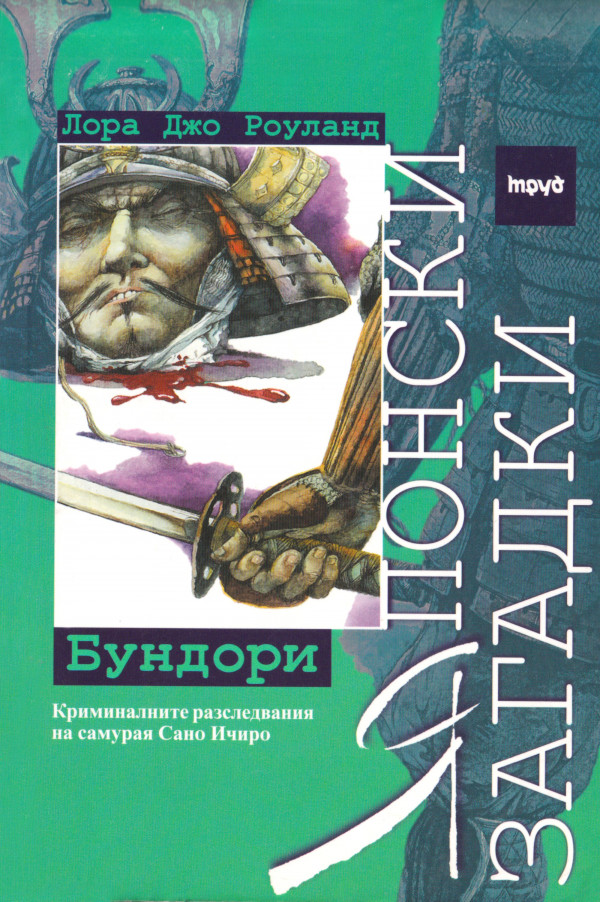 Лора Джо Роуланд
труд
ЯПОНСКИ
ЗАГАДКИ
Бундори
Криминалните разследвания
на самурая Сано Ичиро